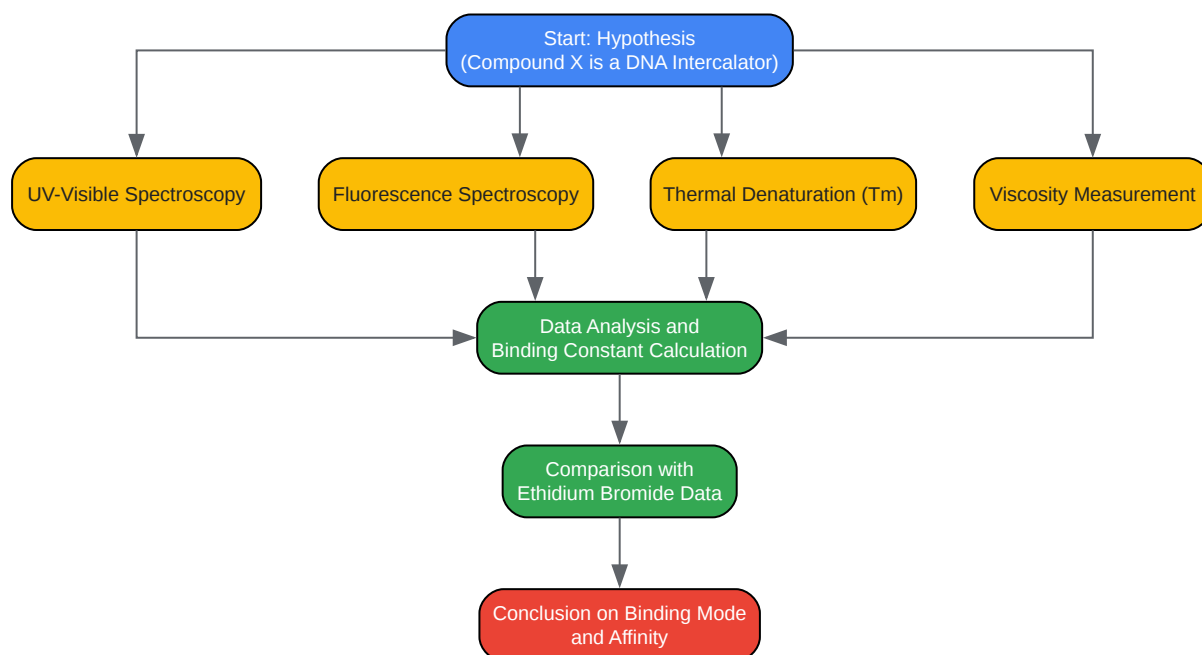 Start: Hypothesis
(Compound X is a DNA Intercalator)
UV-Visible Spectroscopy
Fluorescence Spectroscopy
Thermal Denaturation (Tm)
Viscosity Measurement
Data Analysis and
Binding Constant Calculation
Comparison with
Ethidium Bromide Data
Conclusion on Binding Mode
and Affinity